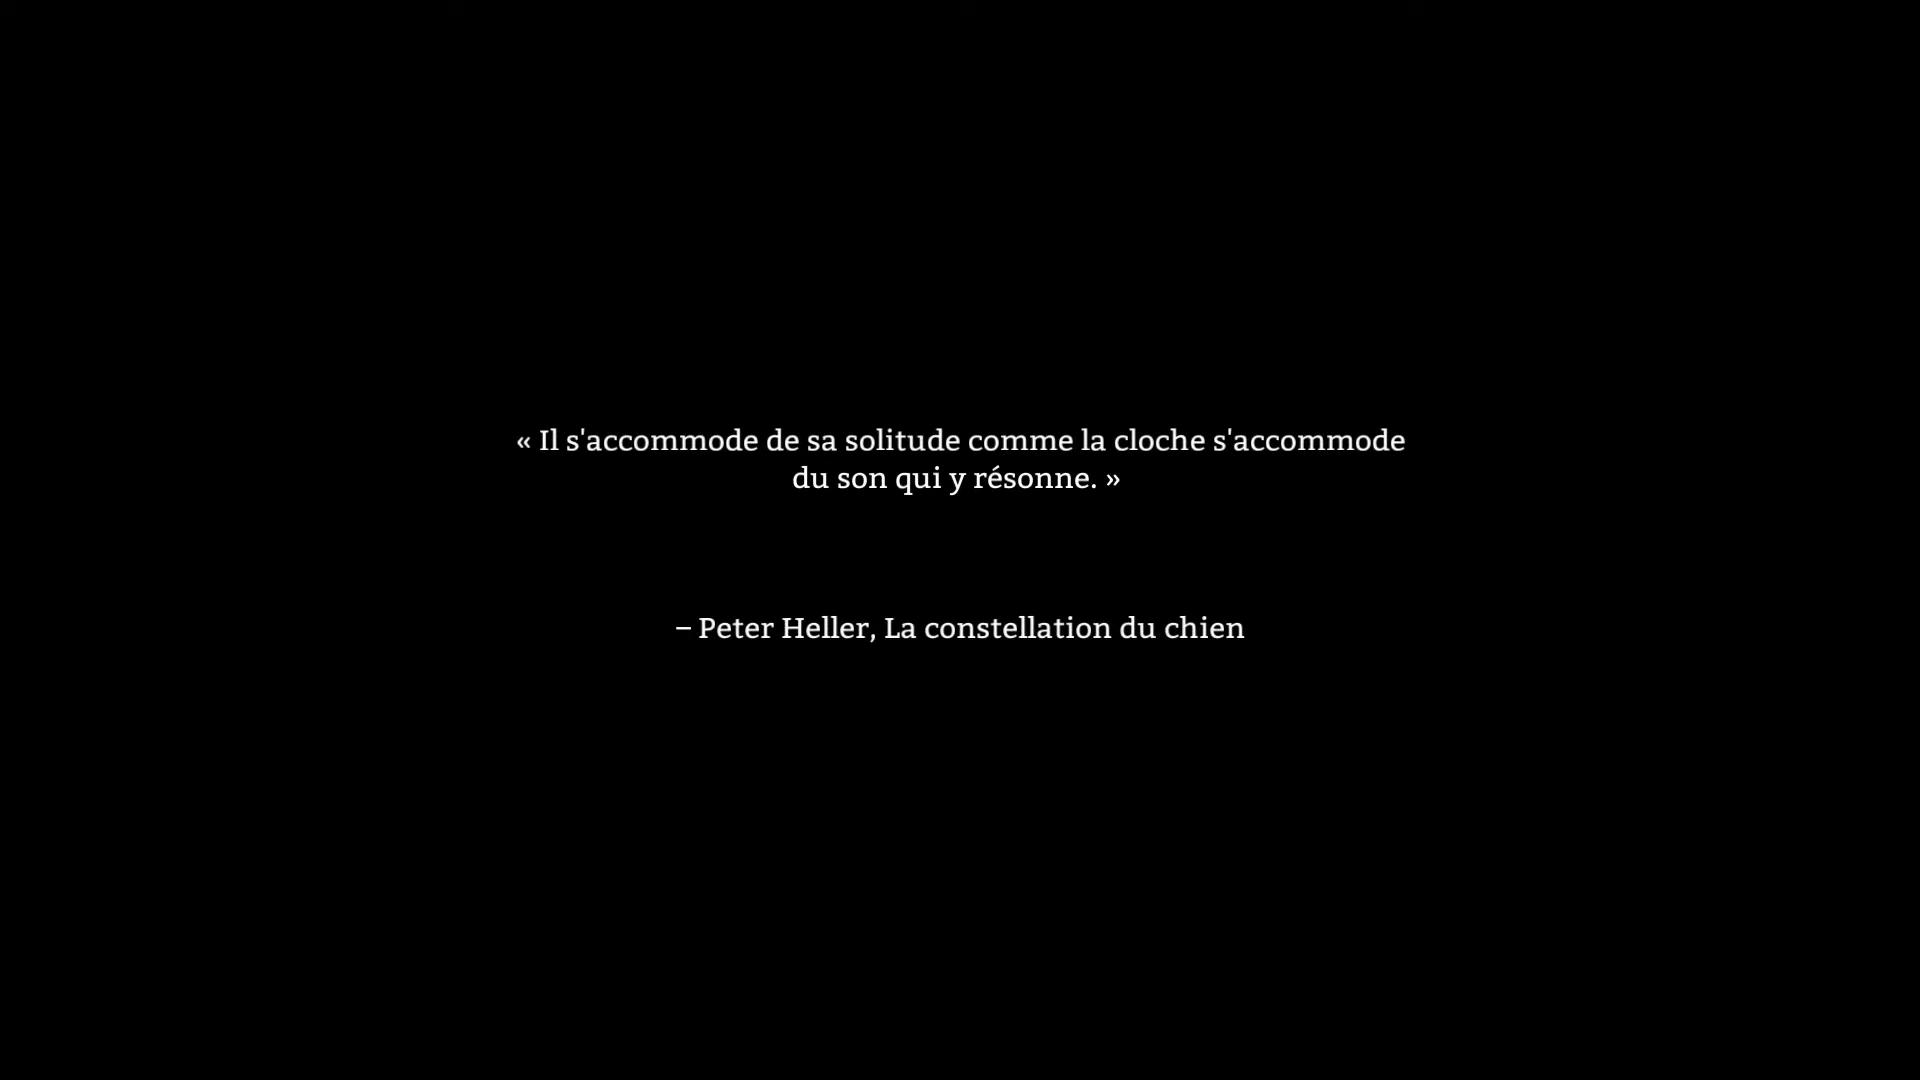 « Il s'accommode de sa solitude comme la cloche s'accommode
du son qui y résonne. »
– Peter Heller, La constellation du chien